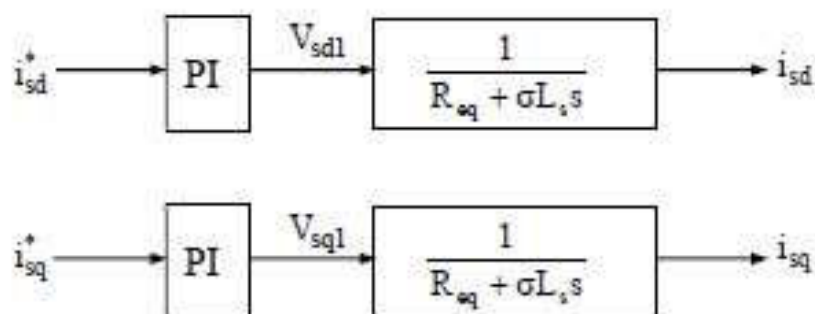 i*sd PI Vsd1 1 isd
Req + σLss
i*sq PI Vsq1 1 isq
Req + σLss